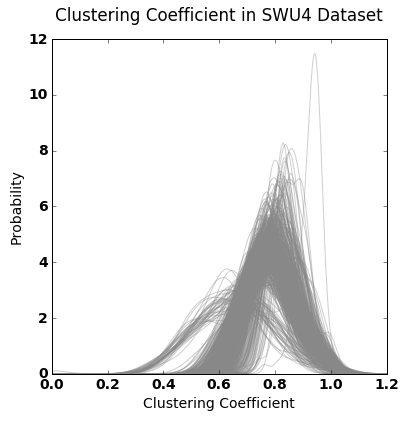 Clustering Coefficient in SWU4 Dataset
12
10
8
6
4
2
0
Probability
0.0 0.2 0.4 0.6 0.8 1.0 1.2
Clustering Coefficient